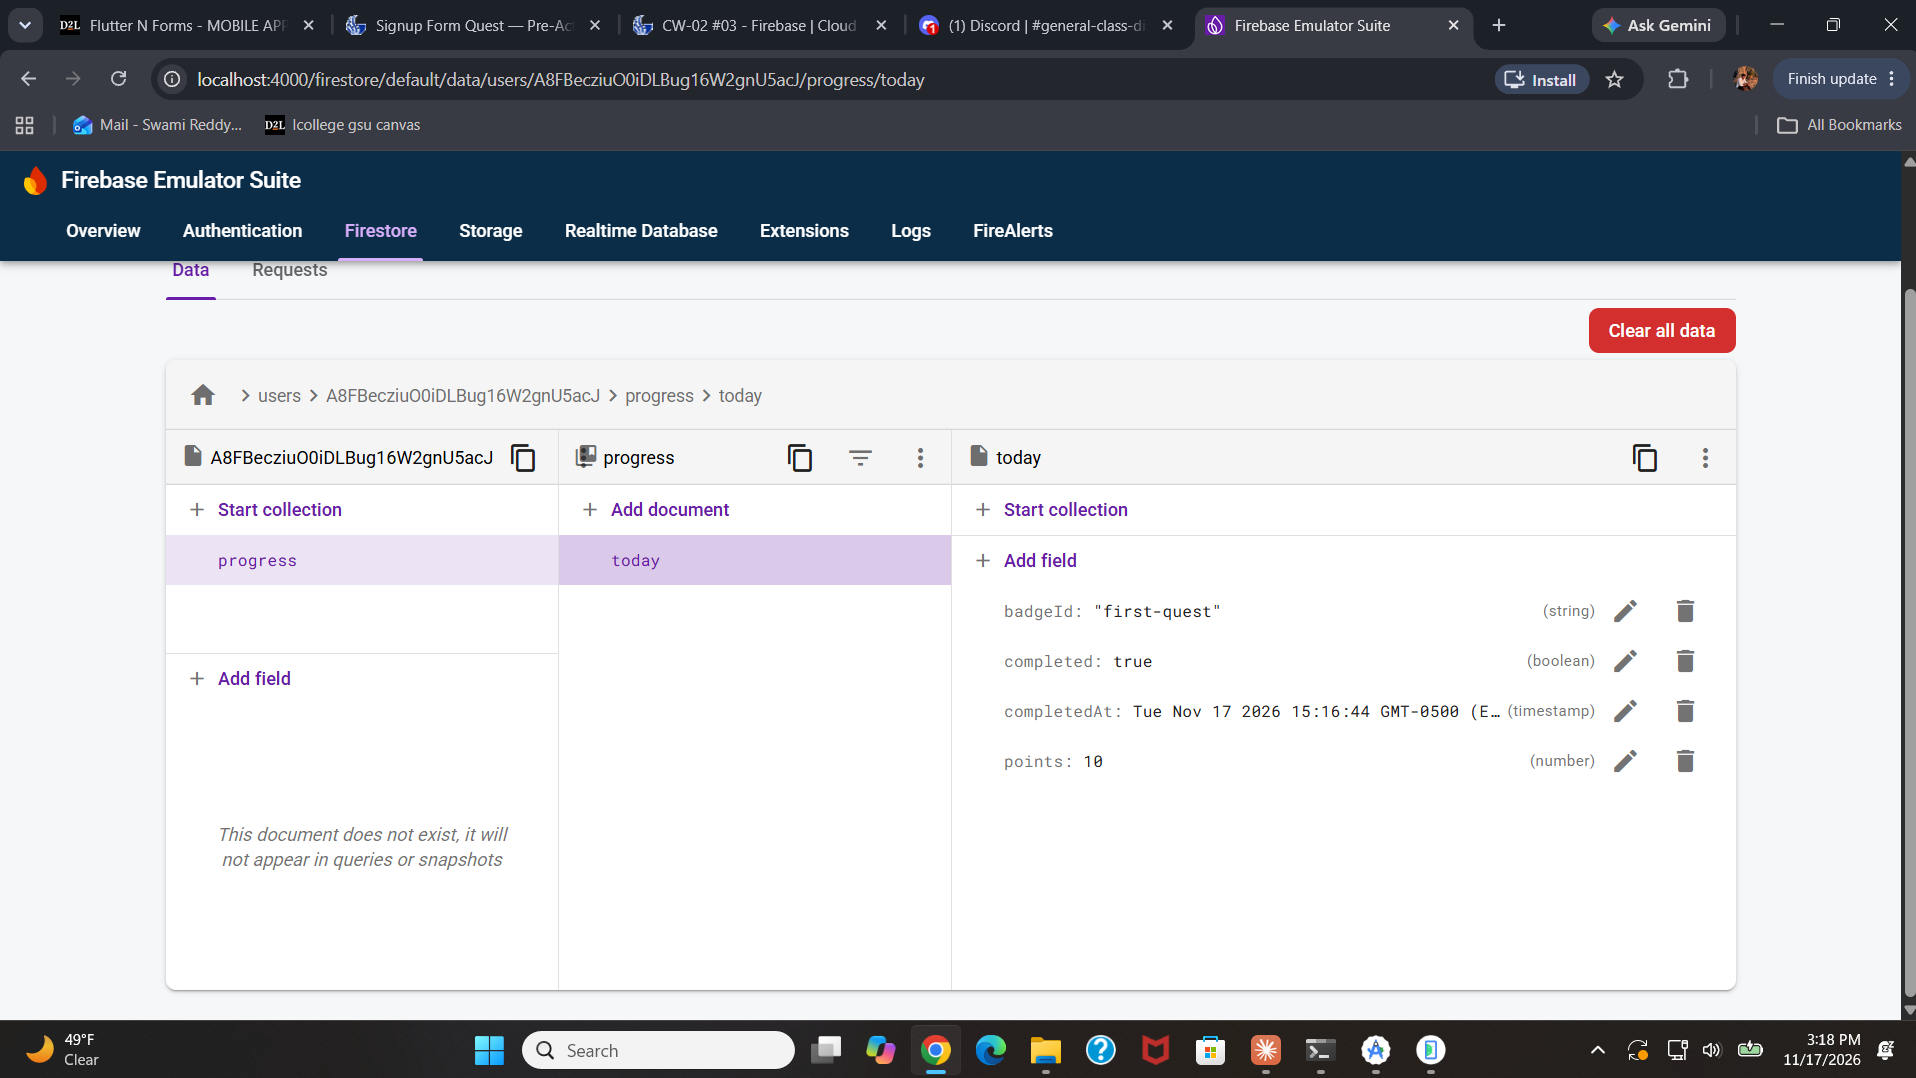 Flutter N Forms - MOBILE APP
Signup Form Quest — Pre-Ac
CW-02 #03 - Firebase | Cloud
(1) Discord | #general-class-di
Firebase Emulator Suite
Ask Gemini
localhost:4000/firestore/default/data/users/A8FBecziuO0iDLBug16W2gnU5acJ/progress/today
Install
Finish update
Mail - Swami Reddy...
D2L Icollege gsu canvas
All Bookmarks
Firebase Emulator Suite
Overview Authentication Firestore Storage Realtime Database Extensions Logs FireAlerts
Data Requests
Clear all data
users A8FBecziuO0iDLBug16W2gnU5acJ progress today
A8FBecziuO0iDLBug16W2gnU5acJ
progress
today
Start collection
Add document
Start collection
progress
today
Add field
badgeId: "first-quest" (string)
completed: true (boolean)
Add field
completedAt: Tue Nov 17 2026 15:16:44 GMT-0500 (E… (timestamp)
points: 10 (number)
This document does not exist, it will
not appear in queries or snapshots
49°F
Clear
Search
3:18 PM
11/17/2026